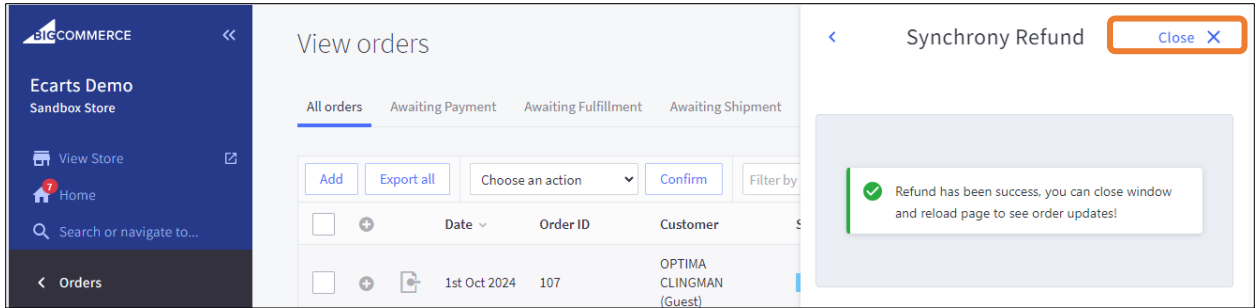 BIGCOMMERCE
Ecarts Demo
Sandbox Store
View Store
7
Home
Search or navigate to...
Orders
View orders
All orders Awaiting Payment Awaiting Fulfillment Awaiting Shipment
Add Export all Choose an action Confirm Filter by
Date Order ID Customer S
1st Oct 2024 107 OPTIMA
CLINGMAN
(Guest)
Synchrony Refund Close
Refund has been success, you can close window
and reload page to see order updates!